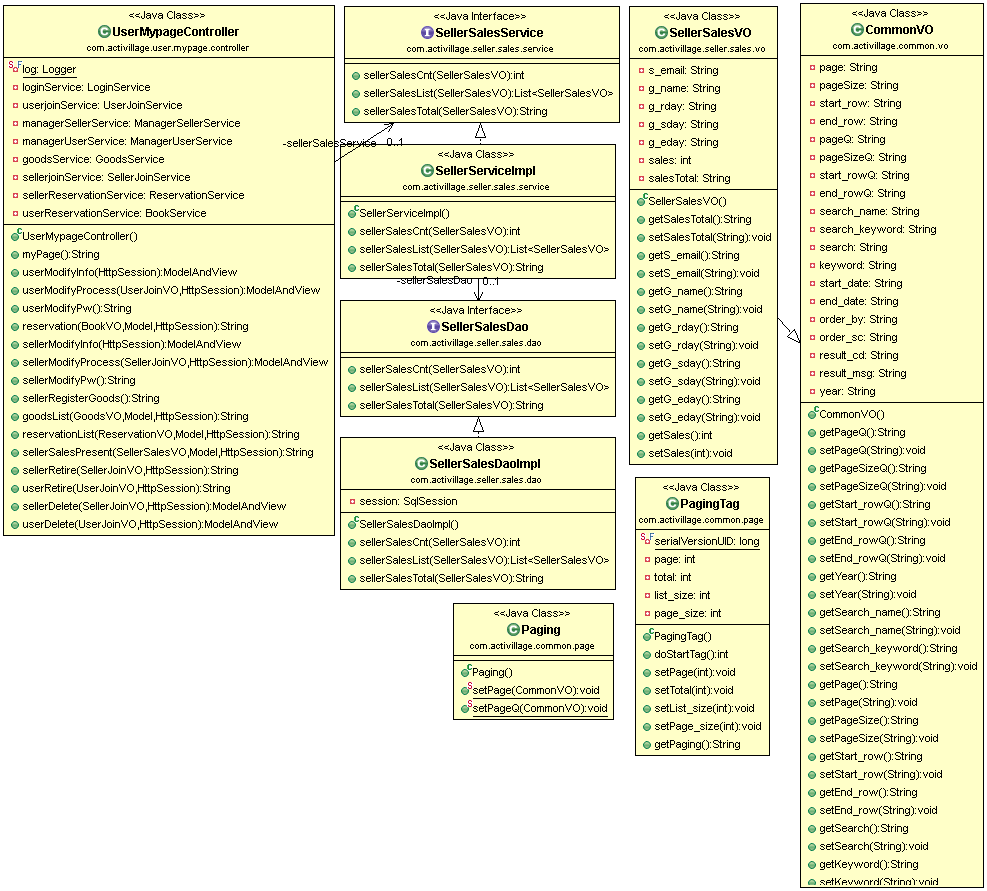 <<Java Class>>
UserMypageController
com.activillage.user.mypage.controller
log: Logger
loginService: LoginService
userjoinService: UserJoinService
managerSellerService: ManagerSellerService
managerUserService: ManagerUserService
goodsService: GoodsService
sellerjoinService: SellerJoinService
sellerReservationService: ReservationService
userReservationService: BookService
UserMypageController()
myPage():String
userModifyInfo(HttpSession):ModelAndView
userModifyProcess(UserJoinVO,HttpSession):ModelAndView
userModifyPw():String
reservation(BookVO,Model,HttpSession):String
sellerModifyInfo(HttpSession):ModelAndView
sellerModifyProcess(SellerJoinVO,HttpSession):ModelAndView
sellerModifyPw():String
sellerRegisterGoods():String
goodsList(GoodsVO,Model,HttpSession):String
reservationList(ReservationVO,Model,HttpSession):String
sellerSalesPresent(SellerSalesVO,Model,HttpSession):String
sellerRetire(SellerJoinVO,HttpSession):String
userRetire(UserJoinVO,HttpSession):String
sellerDelete(SellerJoinVO,HttpSession):ModelAndView
userDelete(UserJoinVO,HttpSession):ModelAndView
<<Java Interface>>
SellerSalesService
com.activillage.seller.sales.service
sellerSalesCnt(SellerSalesVO):int
sellerSalesList(SellerSalesVO):List<SellerSalesVO>
sellerSalesTotal(SellerSalesVO):String
-sellerSalesService 0..1
<<Java Class>>
SellerServiceImpl
com.activillage.seller.sales.service
SellerServiceImpl()
sellerSalesCnt(SellerSalesVO):int
sellerSalesList(SellerSalesVO):List<SellerSalesVO>
sellerSalesTotal(SellerSalesVO):String
-sellerSalesDao 0..1
<<Java Interface>>
SellerSalesDao
com.activillage.seller.sales.dao
sellerSalesCnt(SellerSalesVO):int
sellerSalesList(SellerSalesVO):List<SellerSalesVO>
sellerSalesTotal(SellerSalesVO):String
<<Java Class>>
SellerSalesDaoImpl
com.activillage.seller.sales.dao
session: SqlSession
SellerSalesDaoImpl()
sellerSalesCnt(SellerSalesVO):int
sellerSalesList(SellerSalesVO):List<SellerSalesVO>
sellerSalesTotal(SellerSalesVO):String
<<Java Class>>
Paging
com.activillage.common.page
Paging()
setPage(CommonVO):void
setPageQ(CommonVO):void
<<Java Class>>
SellerSalesVO
com.activillage.seller.sales.vo
s_email: String
g_name: String
g_rday: String
g_sday: String
g_eday: String
sales: int
salesTotal: String
SellerSalesVO()
getSalesTotal():String
setSalesTotal(String):void
getS_email():String
setS_email(String):void
getG_name():String
setG_name(String):void
getG_rday():String
setG_rday(String):void
getG_sday():String
setG_sday(String):void
getG_eday():String
setG_eday(String):void
getSales():int
setSales(int):void
<<Java Class>>
PagingTag
com.activillage.common.page
serialVersionUID: long
page: int
total: int
list_size: int
page_size: int
PagingTag()
doStartTag():int
setPage(int):void
setTotal(int):void
setList_size(int):void
setPage_size(int):void
getPaging():String
<<Java Class>>
CommonVO
com.activillage.common.vo
page: String
pageSize: String
start_row: String
end_row: String
pageQ: String
pageSizeQ: String
start_rowQ: String
end_rowQ: String
search_name: String
search_keyword: String
search: String
keyword: String
start_date: String
end_date: String
order_by: String
order_sc: String
result_cd: String
result_msg: String
year: String
CommonVO()
getPageQ():String
setPageQ(String):void
getPageSizeQ():String
setPageSizeQ(String):void
getStart_rowQ():String
setStart_rowQ(String):void
getEnd_rowQ():String
setEnd_rowQ(String):void
getYear():String
setYear(String):void
getSearch_name():String
setSearch_name(String):void
getSearch_keyword():String
setSearch_keyword(String):void
getPage():String
setPage(String):void
getPageSize():String
setPageSize(String):void
getStart_row():String
setStart_row(String):void
getEnd_row():String
setEnd_row(String):void
getSearch():String
setSearch(String):void
getKeyword():String
setKeyword(String):void